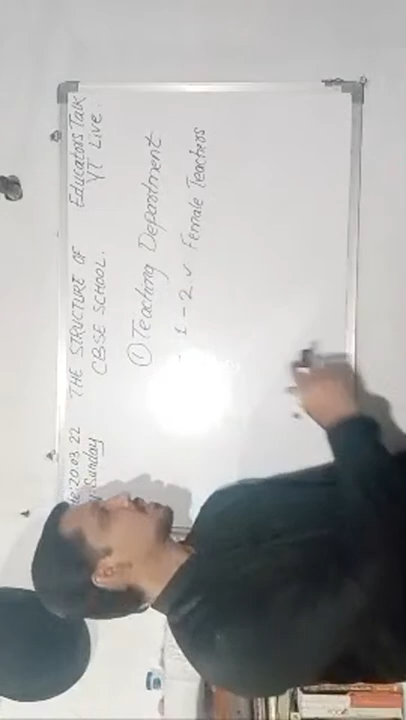 te:20.03.22 THE STRUCTURE OF Educators Talk
y:Sunday CBSE SCHOOL. YT Live.
① Teaching Department
1 - 2 ✓ Female Teachers